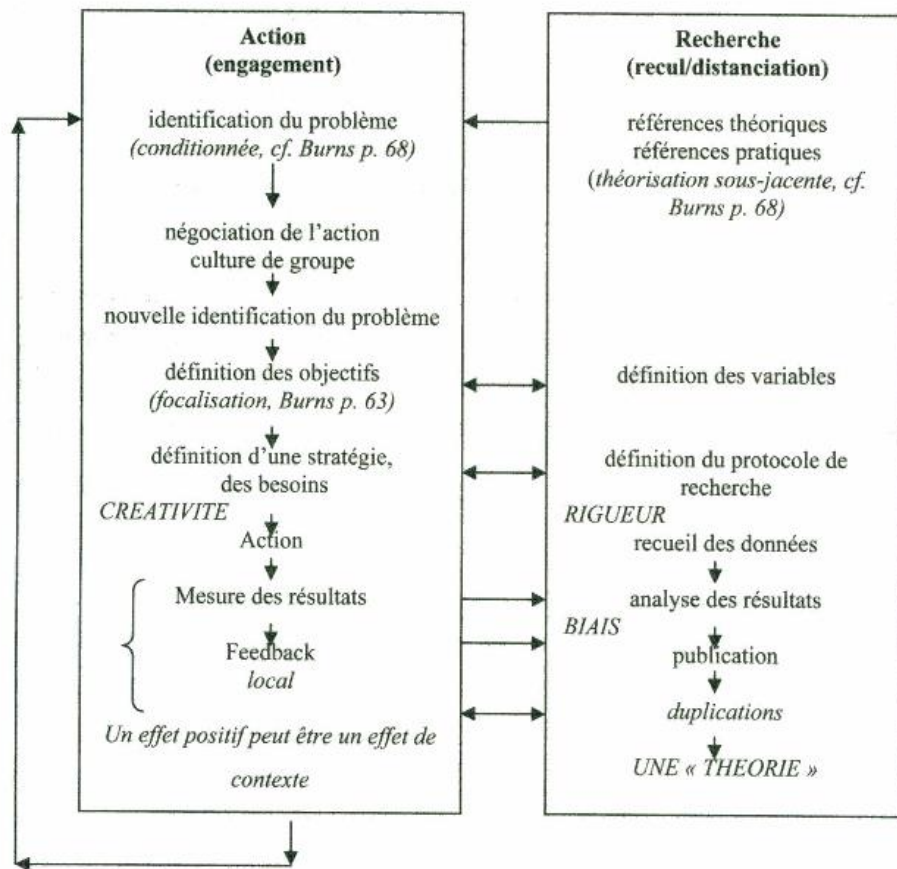 Action
(engagement)
identification du problème
(conditionnée, cf. Burns p. 68)
négociation de l'action
culture de groupe
nouvelle identification du problème
définition des objectifs
(focalisation, Burns p. 63)
définition d'une stratégie,
des besoins
CREATIVITE
Action
Mesure des résultats
Feedback
local
Un effet positif peut être un effet de
contexte
Recherche
(recul/distanciation)
références théoriques
références pratiques
(théorisation sous-jacente, cf.
Burns p. 68)
définition des variables
définition du protocole de
recherche
RIGUEUR
recueil des données
analyse des résultats
BIAIS
publication
duplications
UNE « THEORIE »